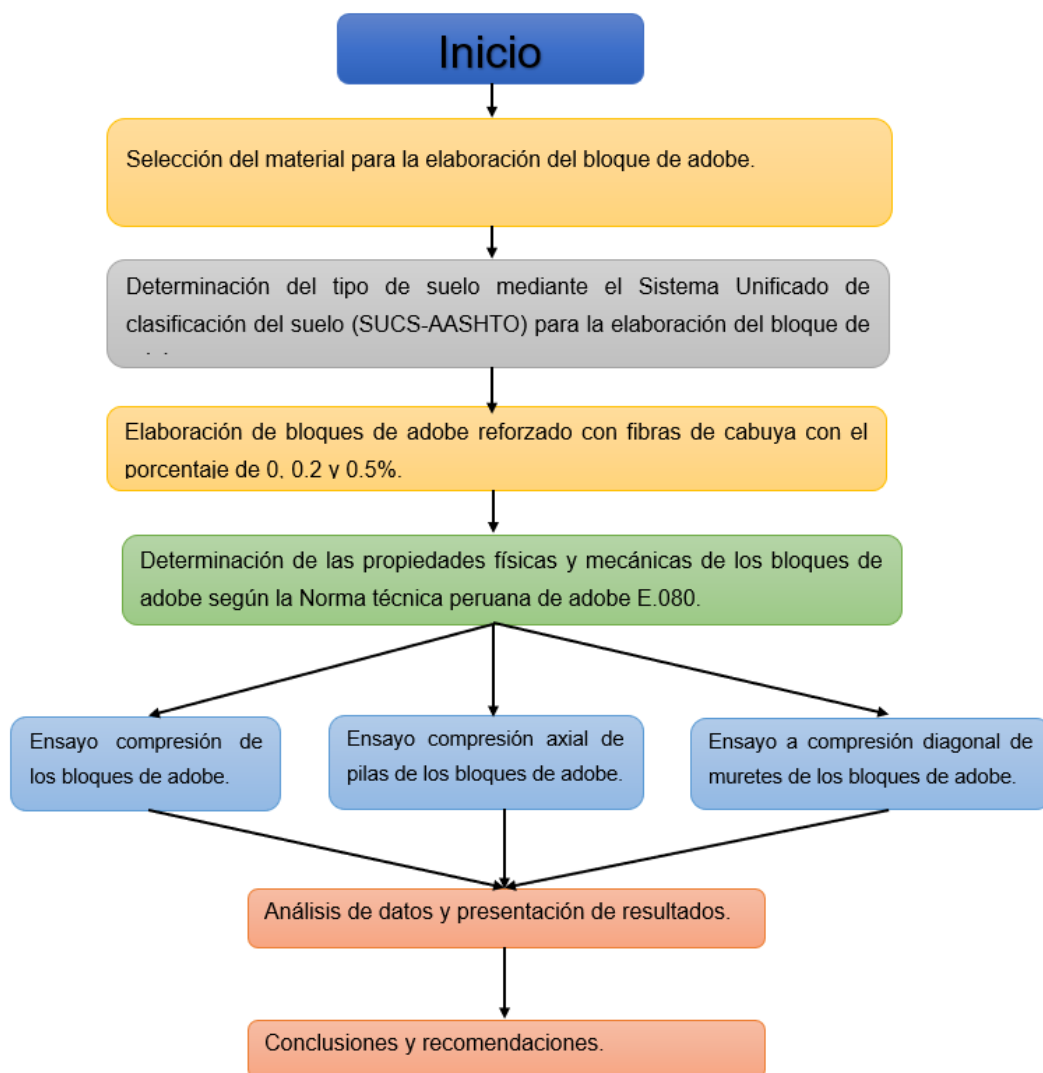 Inicio
Selección del material para la elaboración del bloque de adobe.
Determinación del tipo de suelo mediante el Sistema Unificado de
clasificación del suelo (SUCS-AASHTO) para la elaboración del bloque de
Elaboración de bloques de adobe reforzado con fibras de cabuya con el
porcentaje de 0, 0.2 y 0.5%.
Determinación de las propiedades físicas y mecánicas de los bloques de
adobe según la Norma técnica peruana de adobe E.080.
Ensayo compresión de
los bloques de adobe.
Ensayo compresión axial de
pilas de los bloques de adobe.
Ensayo a compresión diagonal de
muretes de los bloques de adobe.
Análisis de datos y presentación de resultados.
Conclusiones y recomendaciones.